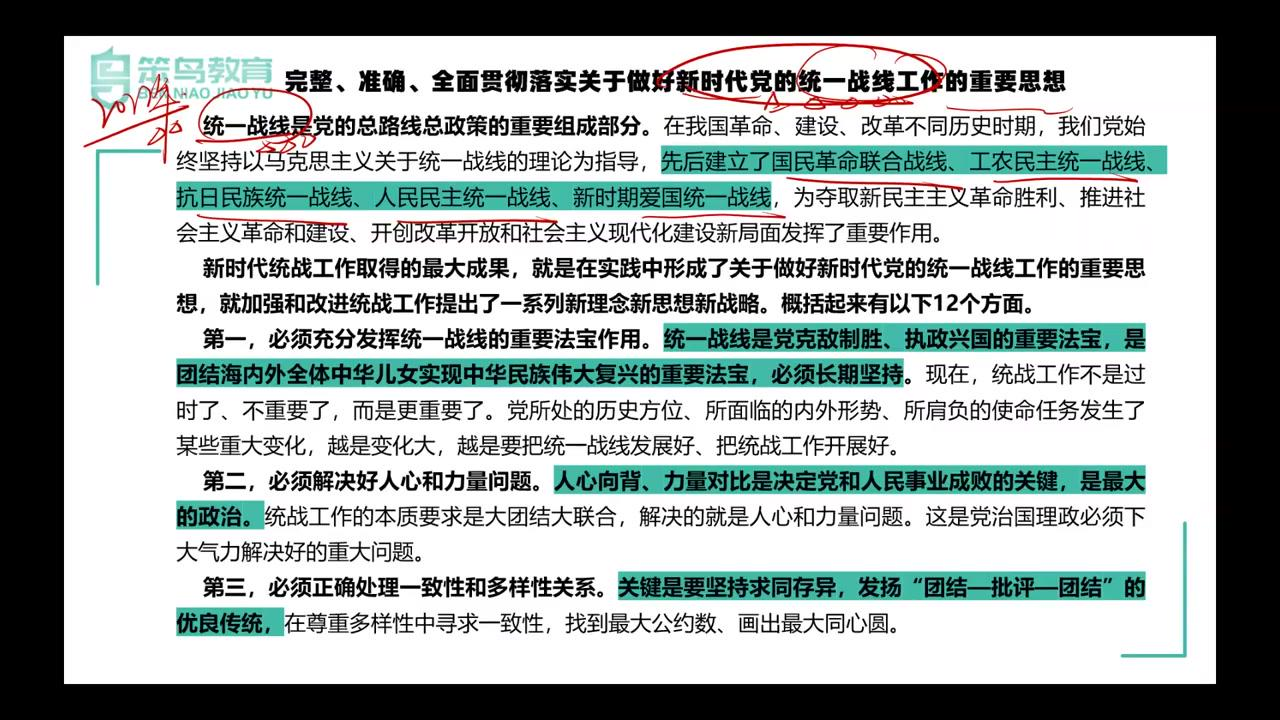 笨鸟教育
BEN NIAO JIAO YU
完整、准确、全面贯彻落实关于做好新时代党的统一战线工作的重要思想
统一战线是党的总路线总政策的重要组成部分。在我国革命、建设、改革不同历史时期，我们党始
终坚持以马克思主义关于统一战线的理论为指导，先后建立了国民革命联合战线、工农民主统一战线、
抗日民族统一战线、人民民主统一战线、新时期爱国统一战线，为夺取新民主主义革命胜利、推进社
会主义革命和建设、开创改革开放和社会主义现代化建设新局面发挥了重要作用。
新时代统战工作取得的最大成果，就是在实践中形成了关于做好新时代党的统一战线工作的重要思
想，就加强和改进统战工作提出了一系列新理念新思想新战略。概括起来有以下12个方面。
第一，必须充分发挥统一战线的重要法宝作用。统一战线是党克敌制胜、执政兴国的重要法宝，是
团结海内外全体中华儿女实现中华民族伟大复兴的重要法宝，必须长期坚持。现在，统战工作不是过
时了、不重要了，而是更重要了。党所处的历史方位、所面临的内外形势、所肩负的使命任务发生了
某些重大变化，越是变化大，越是要把统一战线发展好、把统战工作开展好。
第二，必须解决好人心和力量问题。人心向背、力量对比是决定党和人民事业成败的关键，是最大
的政治。统战工作的本质要求是大团结大联合，解决的就是人心和力量问题。这是党治国理政必须下
大气力解决好的重大问题。
第三，必须正确处理一致性和多样性关系。关键是要坚持求同存异，发扬“团结—批评—团结”的
优良传统，在尊重多样性中寻求一致性，找到最大公约数、画出最大同心圆。